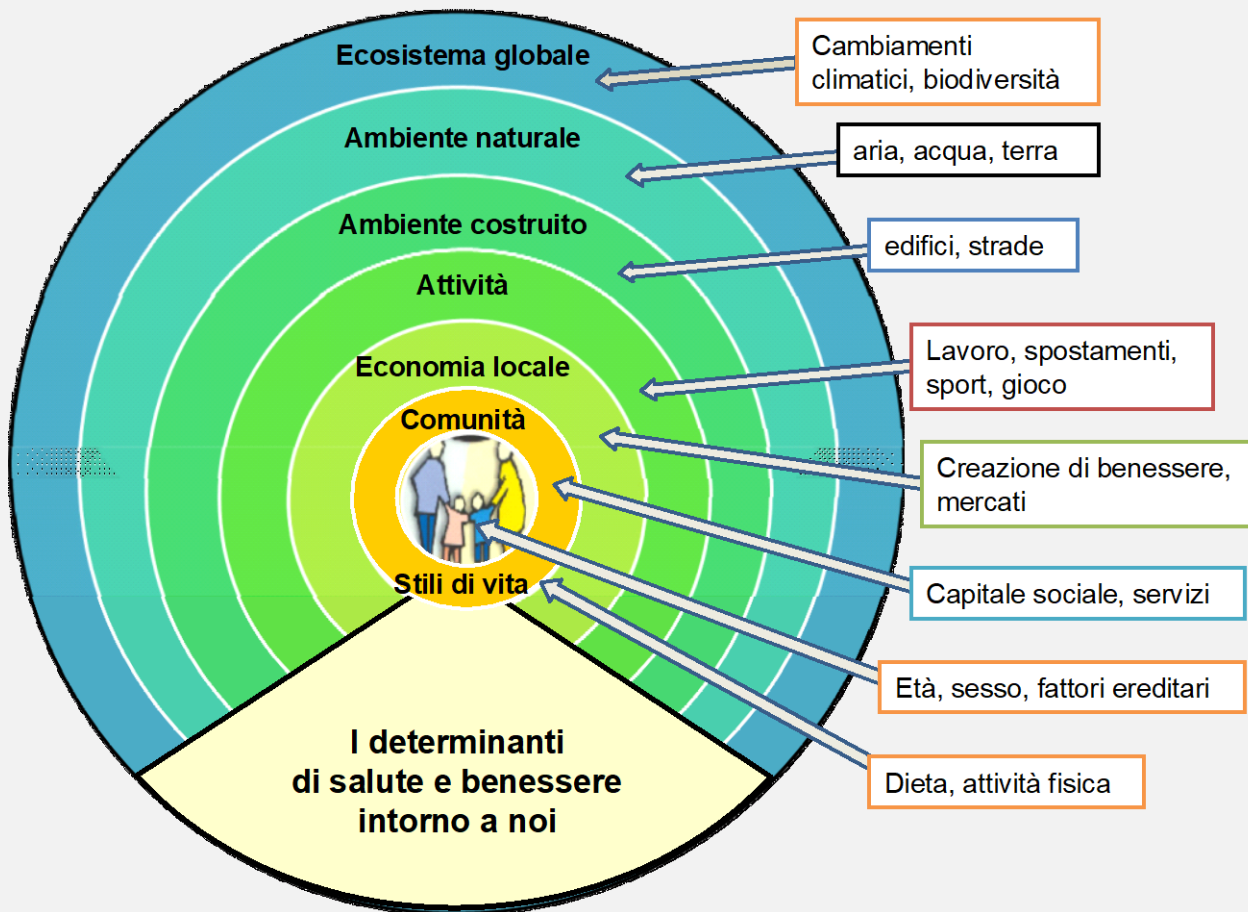 Ecosistema globale
Ambiente naturale
Ambiente costruito
Attività
Economia locale
Comunità
Stili di vita
I determinanti
di salute e benessere
intorno a noi
Cambiamenti
climatici, biodiversità
aria, acqua, terra
edifici, strade
Lavoro, spostamenti,
sport, gioco
Creazione di benessere,
mercati
Capitale sociale, servizi
Età, sesso, fattori ereditari
Dieta, attività fisica